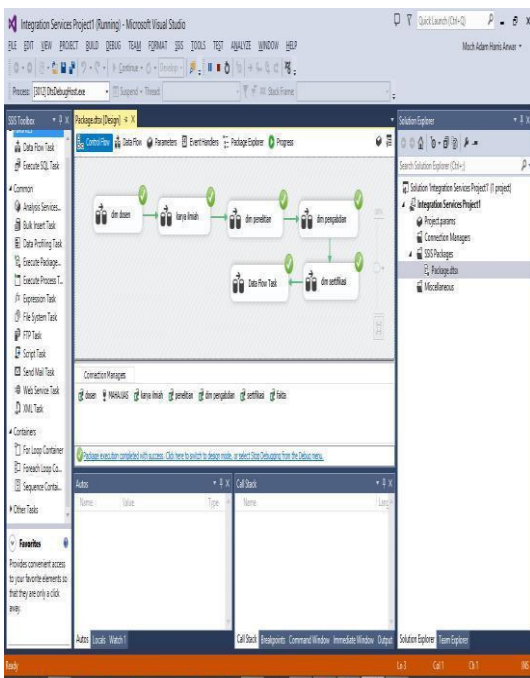 Integration Services Project1 (Running) - Microsoft Visual Studio
Quick Launch (Ctrl+Q)
FILE EDIT VIEW PROJECT BUILD DEBUG TEAM FORMAT SSIS TOOLS TEST ANALYZE WINDOW HELP
Moch Adam Haris Anwar
Continue
Develop
Process: [3012] DtsDebugHost.exe
Suspend
Thread:
Stack Frame:
SSIS Toolbox
Package.dtsx [Design]
Solution Explorer
Control Flow Data Flow Parameters Event Handlers Package Explorer Progress
Search Solution Explorer (Ctrl+;)
Data Flow Task
Execute SQL Task
Common
Analysis Services...
Bulk Insert Task
Data Profiling Task
Execute Package...
Execute Process T...
Expression Task
File System Task
FTP Task
Script Task
Send Mail Task
Web Service Task
XML Task
Containers
For Loop Container
Foreach Loop Co...
Sequence Contai...
Other Tasks
Favorites
Provides convenient access
to your favorite elements so
that they are only a click
away.
dim dosen
karya ilmiah
dim penelitian
dim pengabdian
Data Flow Task
dim sertifikasi
Connection Managers
dosen
karya ilmiah
penelitian
dim pengabdian
sertifikasi
fakta
Package execution completed with success. Click here to switch to design mode, or select Stop Debugging from the Debug menu.
Autos
Name Value Type
Call Stack
Name Lang
Autos Locals Watch 1
Call Stack Breakpoints Command Window Immediate Window Output
Solution 'Integration Services Project1' (1 project)
Integration Services Project1
Project.params
Connection Managers
SSIS Packages
Package.dtsx
Miscellaneous
Solution Explorer Team Explorer
Ready
Ln 3 Col 1 Ch 1 INS